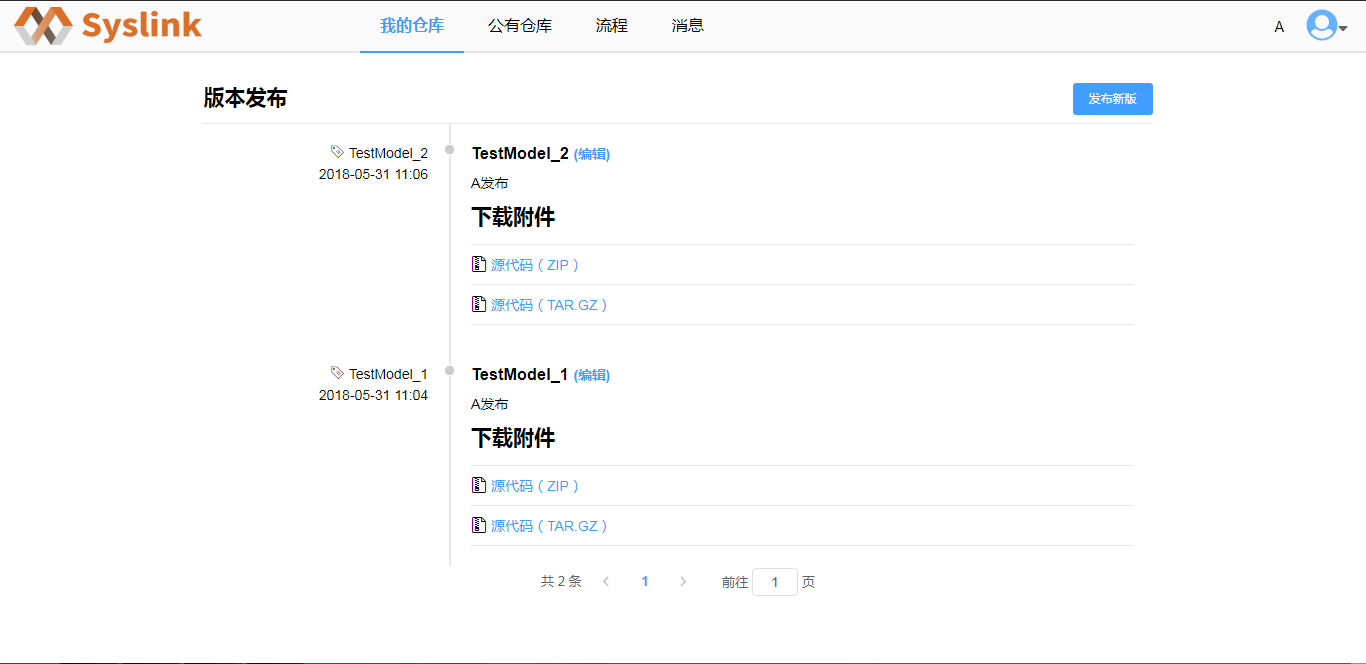 Syslink
我的仓库 公有仓库 流程 消息 A
版本发布 发布新版
TestModel_2
2018-05-31 11:06
TestModel_2 (编辑)
A发布
下载附件
源代码（ZIP）
源代码（TAR.GZ）
TestModel_1
2018-05-31 11:04
TestModel_1 (编辑)
A发布
下载附件
源代码（ZIP）
源代码（TAR.GZ）
共 2 条 1 前往 1 页